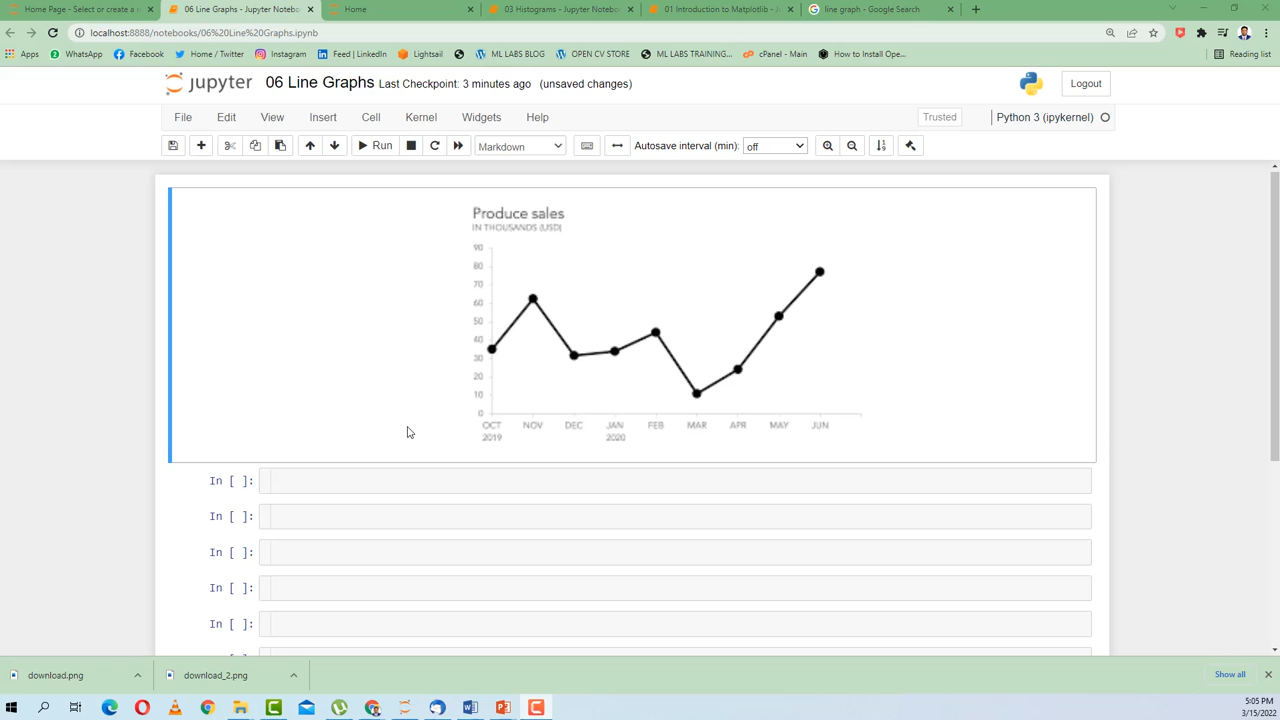 Home Page - Select or create a n
06 Line Graphs - Jupyter Notebo
Home
03 Histograms - Jupyter Notebo
01 Introduction to Matplotlib - J
line graph - Google Search
localhost:8888/notebooks/06%20Line%20Graphs.ipynb
Apps
WhatsApp
Facebook
Home / Twitter
Instagram
Feed | LinkedIn
Lightsail
ML LABS BLOG
OPEN CV STORE
ML LABS TRAINING...
cPanel - Main
How to Install Ope...
Reading list
jupyter 06 Line Graphs Last Checkpoint: 3 minutes ago (unsaved changes)
Logout
File Edit View Insert Cell Kernel Widgets Help
Trusted
Python 3 (ipykernel)
Run
Markdown
Autosave interval (min): off
Produce sales
IN THOUSANDS (USD)
90
80
70
60
50
40
30
20
10
0
OCT NOV DEC JAN FEB MAR APR MAY JUN
2019 2020
In [ ]:
In [ ]:
In [ ]:
In [ ]:
In [ ]:
download.png
download_2.png
Show all
5:05 PM
3/15/2022